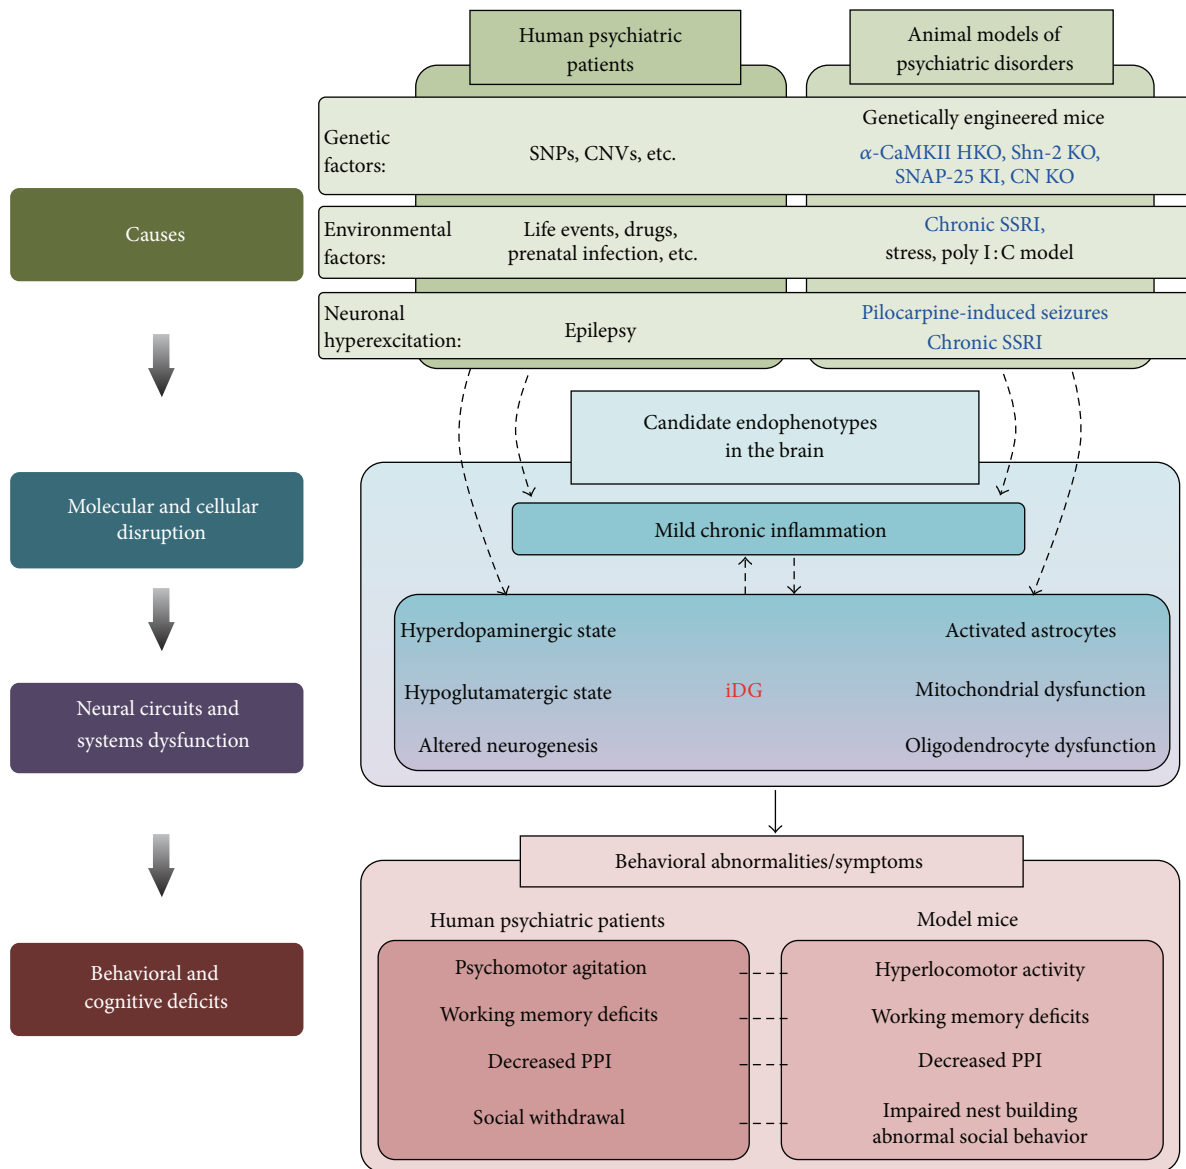 Human psychiatric
patients
Animal models of
psychiatric disorders
Genetic
factors:
SNPs, CNVs, etc.
Genetically engineered mice
α-CaMKII HKO, Shn-2 KO,
SNAP-25 KI, CN KO
Causes
Environmental
factors:
Life events, drugs,
prenatal infection, etc.
Chronic SSRI,
stress, poly I : C model
Neuronal
hyperexcitation:
Epilepsy
Pilocarpine-induced seizures
Chronic SSRI
Candidate endophenotypes
in the brain
Molecular and cellular
disruption
Mild chronic inflammation
Hyperdopaminergic state
Activated astrocytes
Neural circuits and
systems dysfunction
Hypoglutamatergic state
iDG
Mitochondrial dysfunction
Altered neurogenesis
Oligodendrocyte dysfunction
Behavioral abnormalities/symptoms
Human psychiatric patients
Model mice
Behavioral and
cognitive deficits
Psychomotor agitation
Hyperlocomotor activity
Working memory deficits
Working memory deficits
Decreased PPI
Decreased PPI
Social withdrawal
Impaired nest building
abnormal social behavior